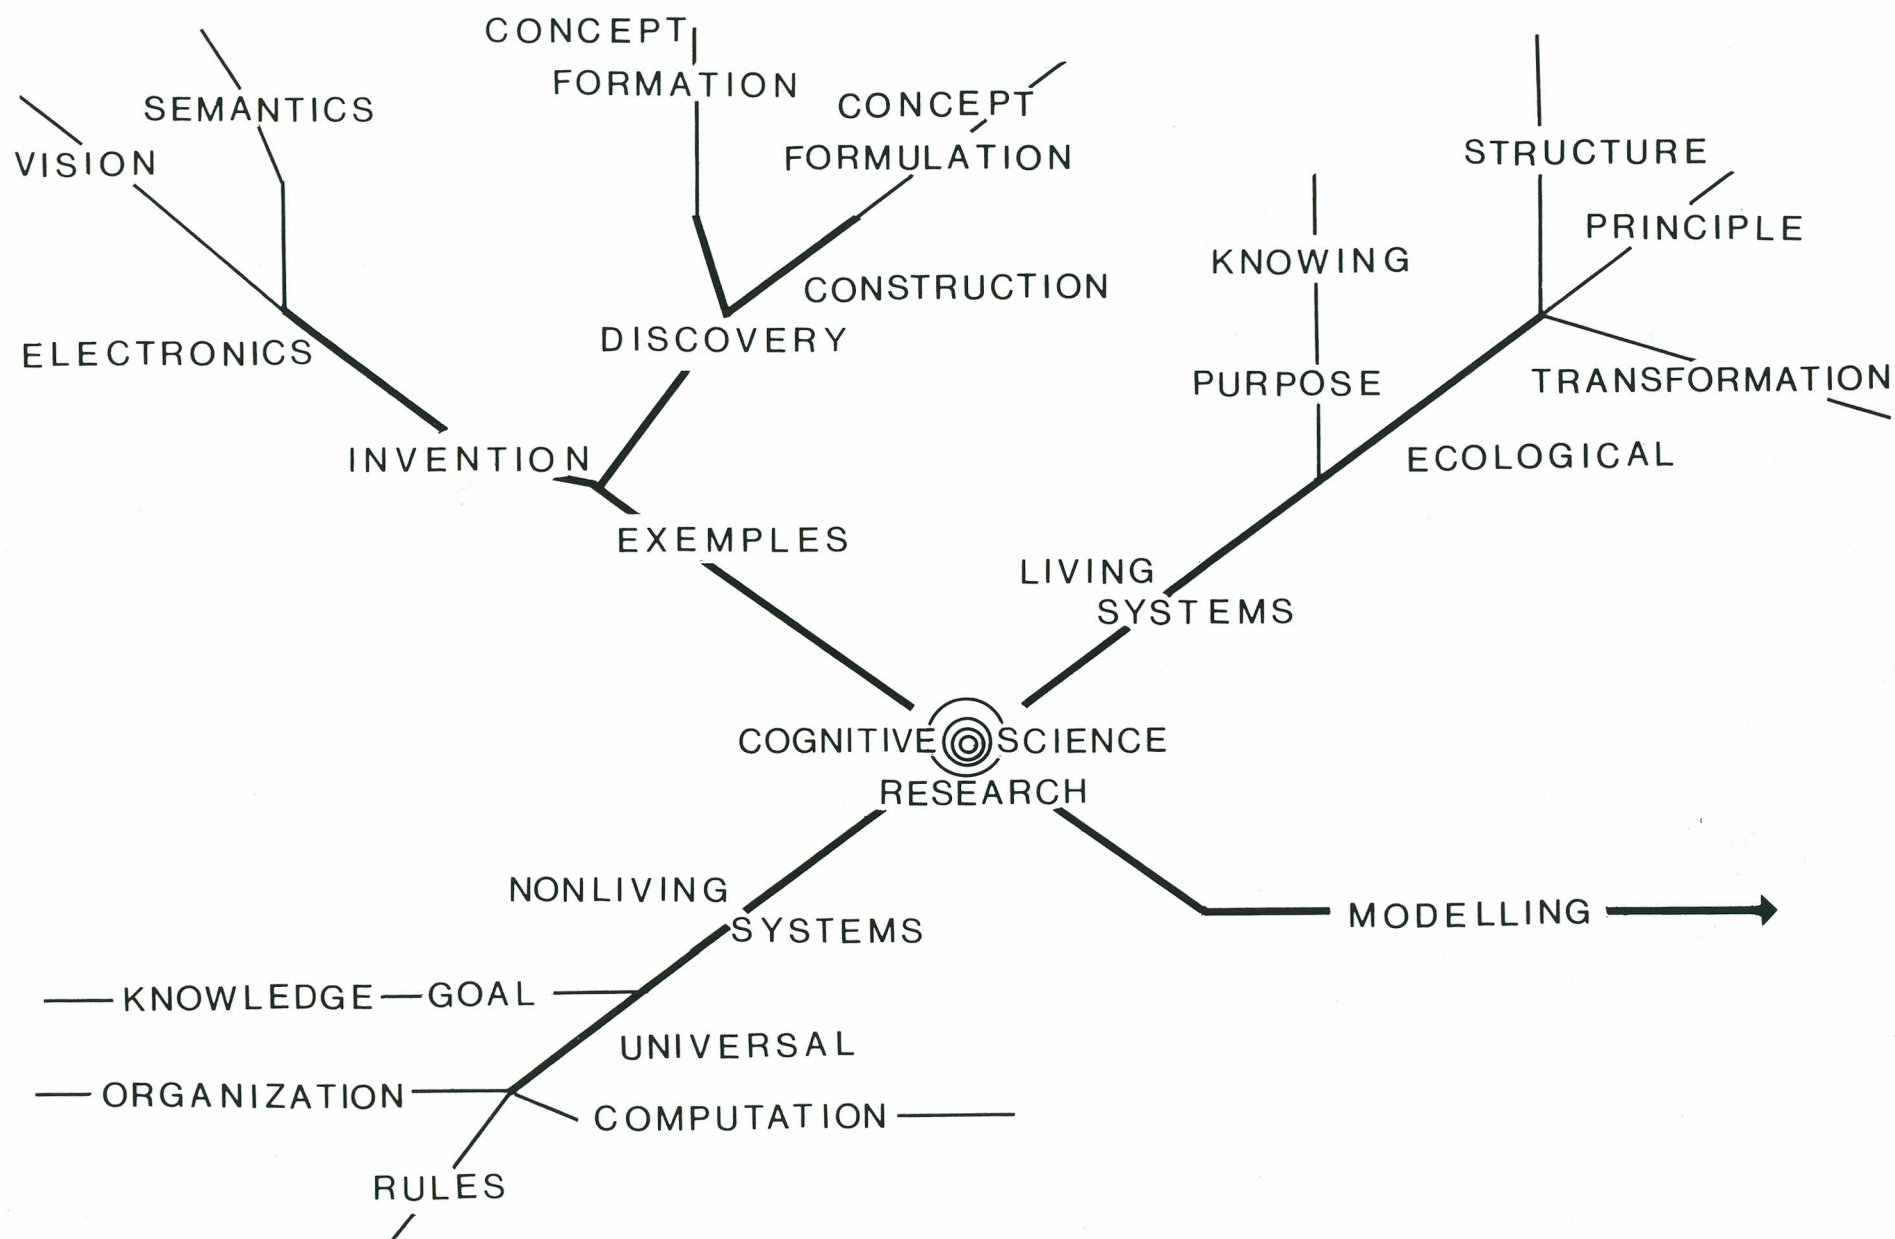 CONCEPT
FORMATION
SEMANTICS
VISION
CONCEPT
FORMULATION
STRUCTURE
PRINCIPLE
KNOWING
CONSTRUCTION
DISCOVERY
ELECTRONICS
PURPOSE
TRANSFORMATION
INVENTION
ECOLOGICAL
EXEMPLES
LIVING
SYSTEMS
COGNITIVE SCIENCE
RESEARCH
NONLIVING
SYSTEMS
MODELLING
KNOWLEDGE GOAL
UNIVERSAL
ORGANIZATION
COMPUTATION
RULES